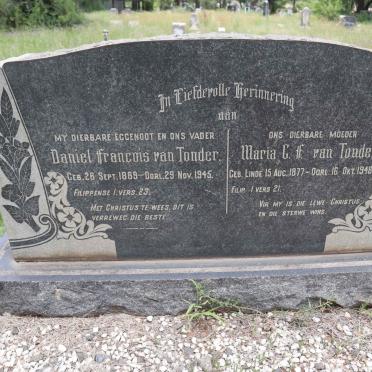 In Liefderolle Herinnering
aan
MY DIERBARE EGGENOOT EN ONS VADER
Daniel Francois van Tonder.
GEB. 28 SEPT. 1869 - OORL. 29 NOV. 1945.
FILIPPENSE 1. VERS. 23.
MET CHRISTUS TE WEES, DIT IS
VERREWEG DIE BESTE.
ONS DIERBARE MOEDER
Maria C. F. van Tonder
GEB. LINDE 15 AUG. 1877 - OORL. 16 OKT. 1948
FILIP. 1 VERS 21.
VIR MY IS DIE LEWE CHRISTUS
EN DIE STERWE WINS.